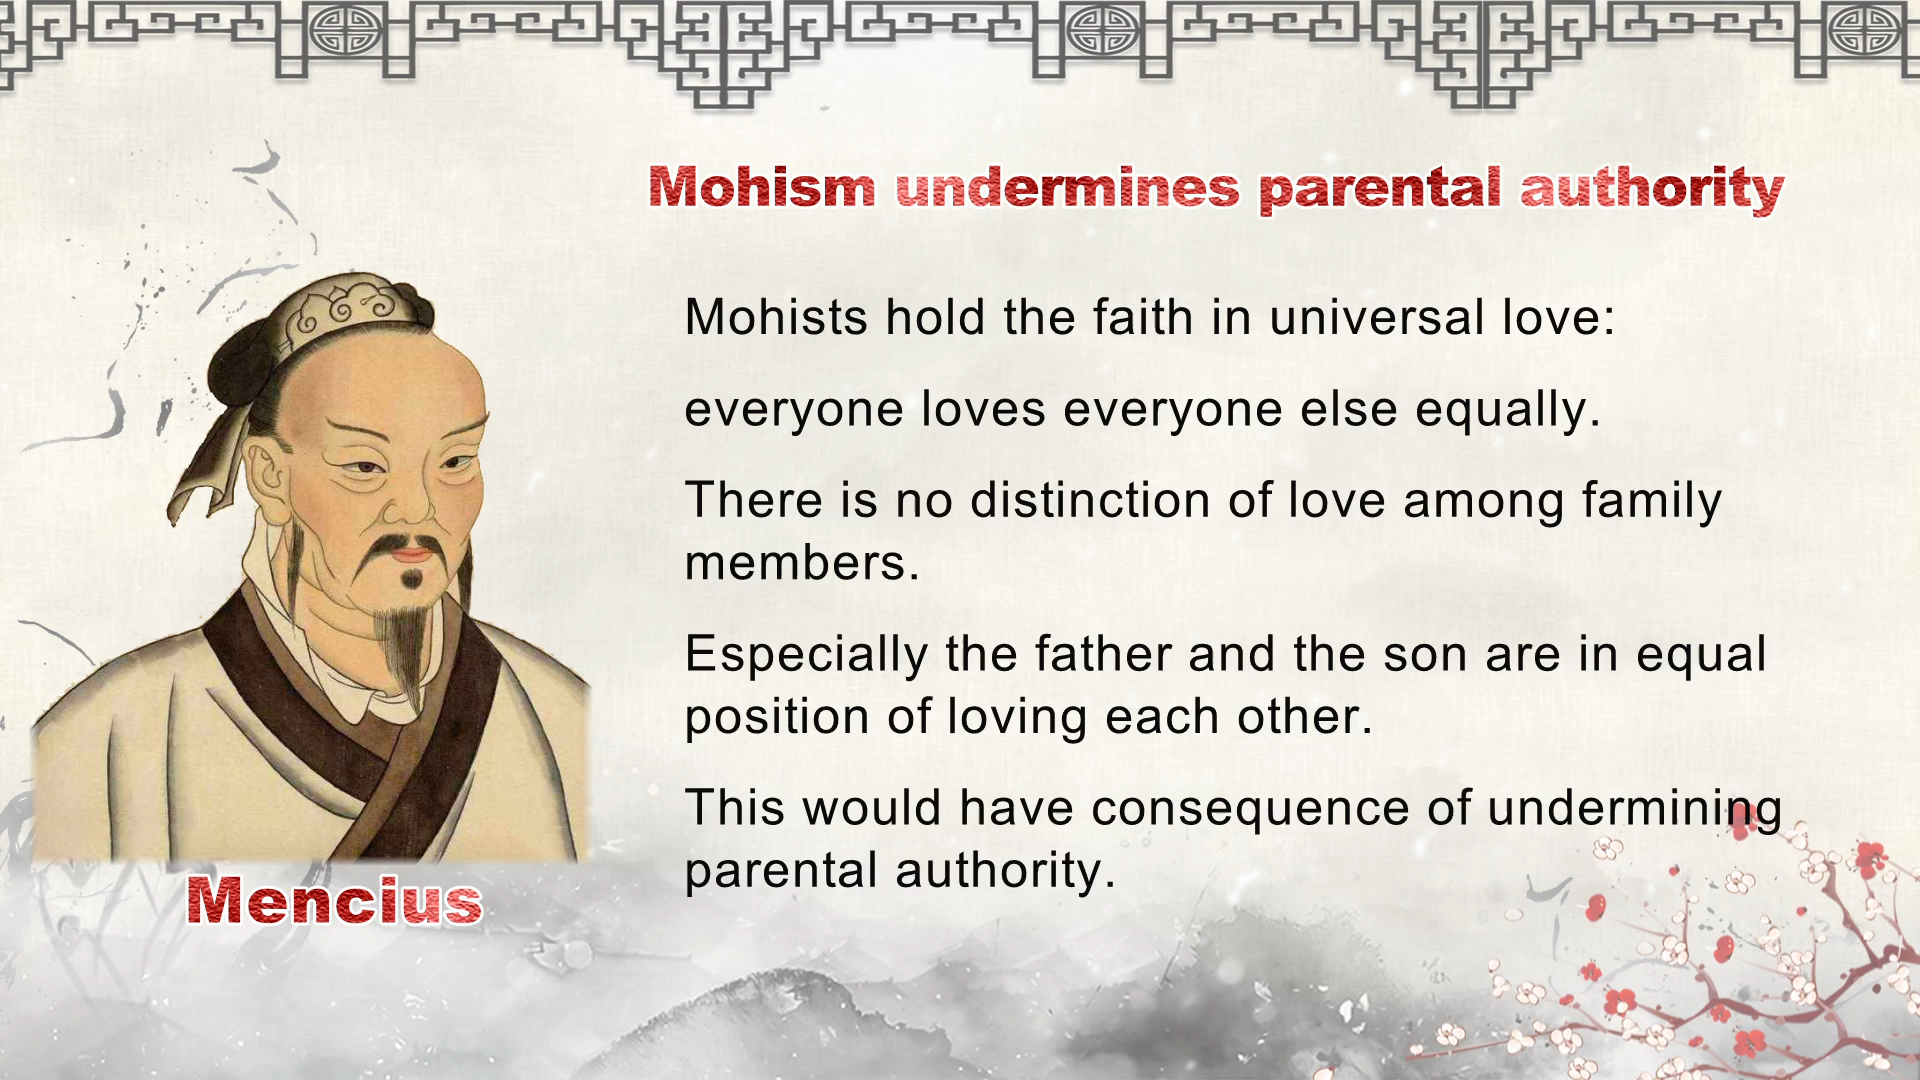 Mohism undermines parental authority
Mohists hold the faith in universal love:
everyone loves everyone else equally.
There is no distinction of love among family
members.
Especially the father and the son are in equal
position of loving each other.
This would have consequence of undermining
parental authority.
Mencius